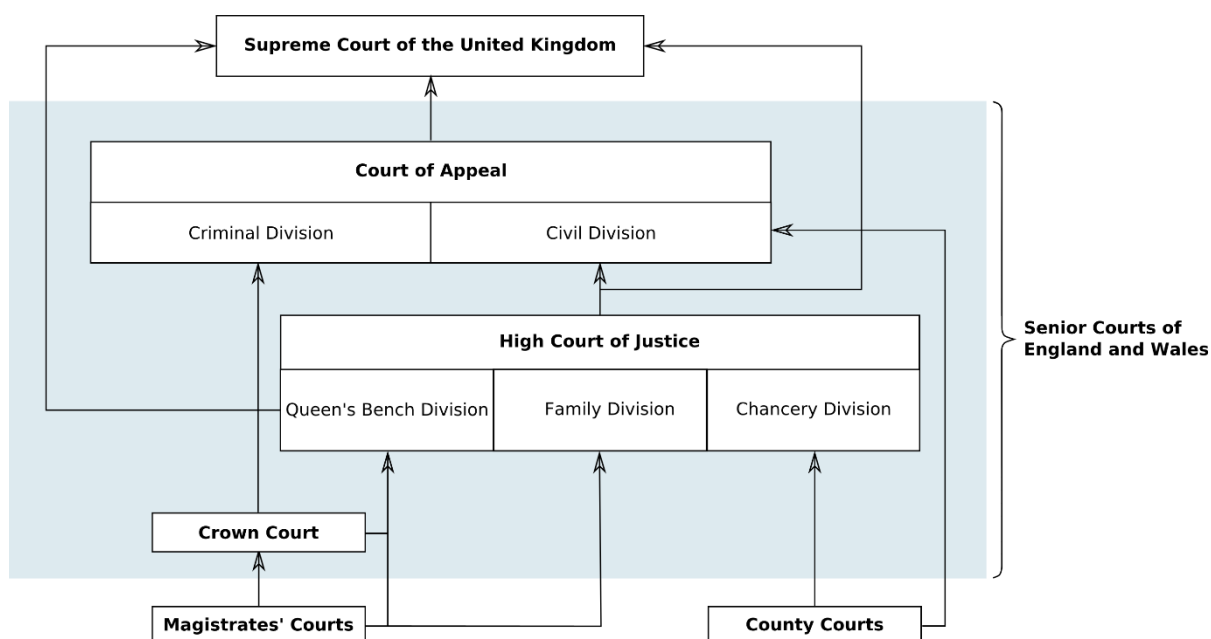 Supreme Court of the United Kingdom
Court of Appeal
Criminal Division
Civil Division
High Court of Justice
Queen's Bench Division
Family Division
Chancery Division
Senior Courts of
England and Wales
Crown Court
Magistrates' Courts
County Courts